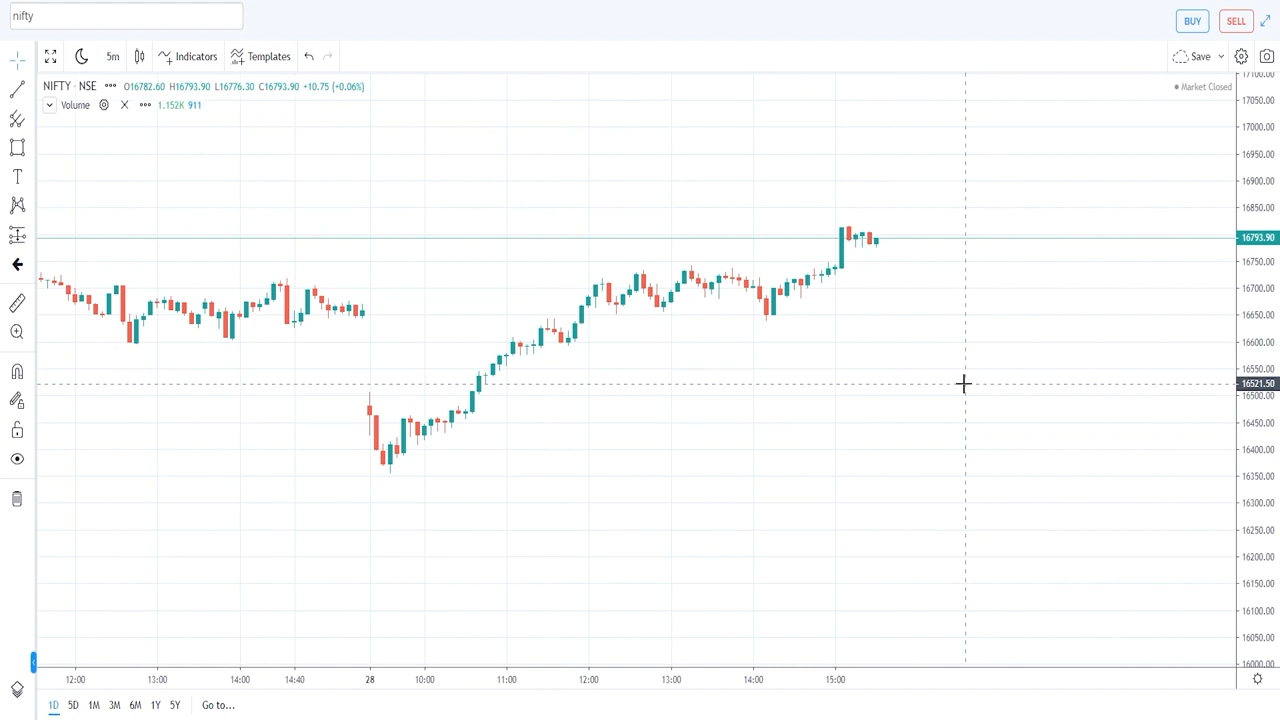 nifty
BUY SELL
5m Indicators Templates Save
NIFTY · NSE ••• O16782.60 H16793.90 L16776.30 C16793.90 +10.75 (+0.06%)
Market Closed
Volume ••• 1.152K 911
T
17100.00
17050.00
17000.00
16950.00
16900.00
16850.00
16793.90
16750.00
16700.00
16650.00
16600.00
16550.00
16521.50
16500.00
16450.00
16400.00
16350.00
16300.00
16250.00
16200.00
16150.00
16100.00
16050.00
16000.00
12:00 13:00 14:00 14:40 28 10:00 11:00 12:00 13:00 14:00 15:00
1D 5D 1M 3M 6M 1Y 5Y Go to...